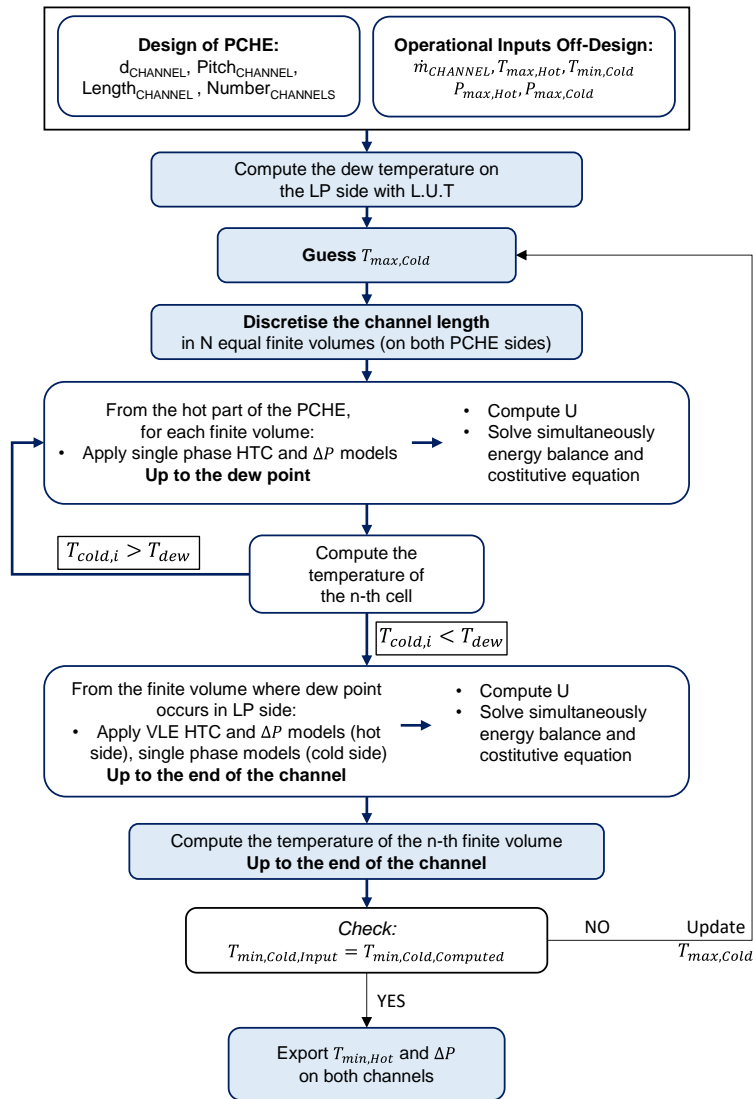 Design of PCHE:
d_CHANNEL, Pitch_CHANNEL,
Length_CHANNEL , Number_CHANNELS
Operational Inputs Off-Design:
ṁ_CHANNEL, T_max,Hot, T_min,Cold
P_max,Hot, P_max,Cold
Compute the dew temperature on
the LP side with L.U.T
Guess T_max,Cold
Discretise the channel length
in N equal finite volumes (on both PCHE sides)
From the hot part of the PCHE,
for each finite volume:
• Apply single phase HTC and ΔP models
Up to the dew point
• Compute U
• Solve simultaneously
energy balance and
costitutive equation
T_cold,i > T_dew
Compute the
temperature of
the n-th cell
T_cold,i < T_dew
From the finite volume where dew point
occurs in LP side:
• Apply VLE HTC and ΔP models (hot
side), single phase models (cold side)
Up to the end of the channel
• Compute U
• Solve simultaneously
energy balance and
costitutive equation
Compute the temperature of the n-th finite volume
Up to the end of the channel
Check:
T_min,Cold,Input = T_min,Cold,Computed
NO
Update
T_max,Cold
YES
Export T_min,Hot and ΔP
on both channels